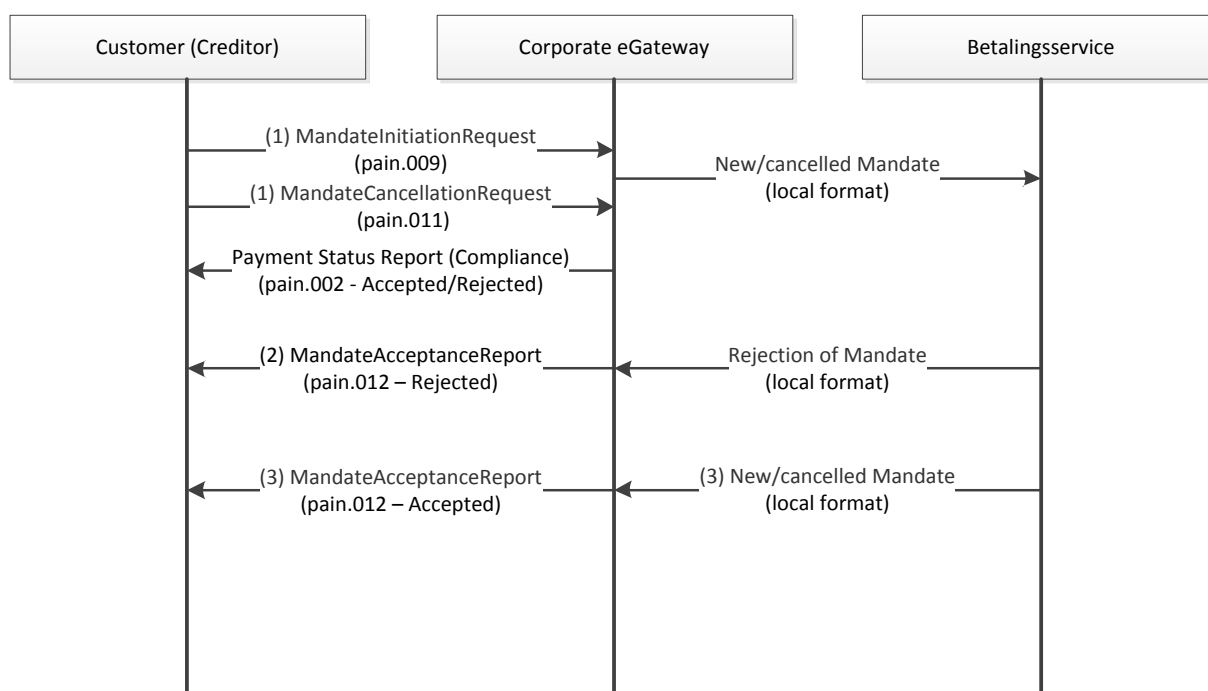 Customer (Creditor)
Corporate eGateway
Betalingsservice
(1) MandateInitiationRequest
(pain.009)
New/cancelled Mandate
(local format)
(1) MandateCancellationRequest
(pain.011)
Payment Status Report (Compliance)
(pain.002 - Accepted/Rejected)
(2) MandateAcceptanceReport
(pain.012 – Rejected)
Rejection of Mandate
(local format)
(3) MandateAcceptanceReport
(pain.012 – Accepted)
(3) New/cancelled Mandate
(local format)